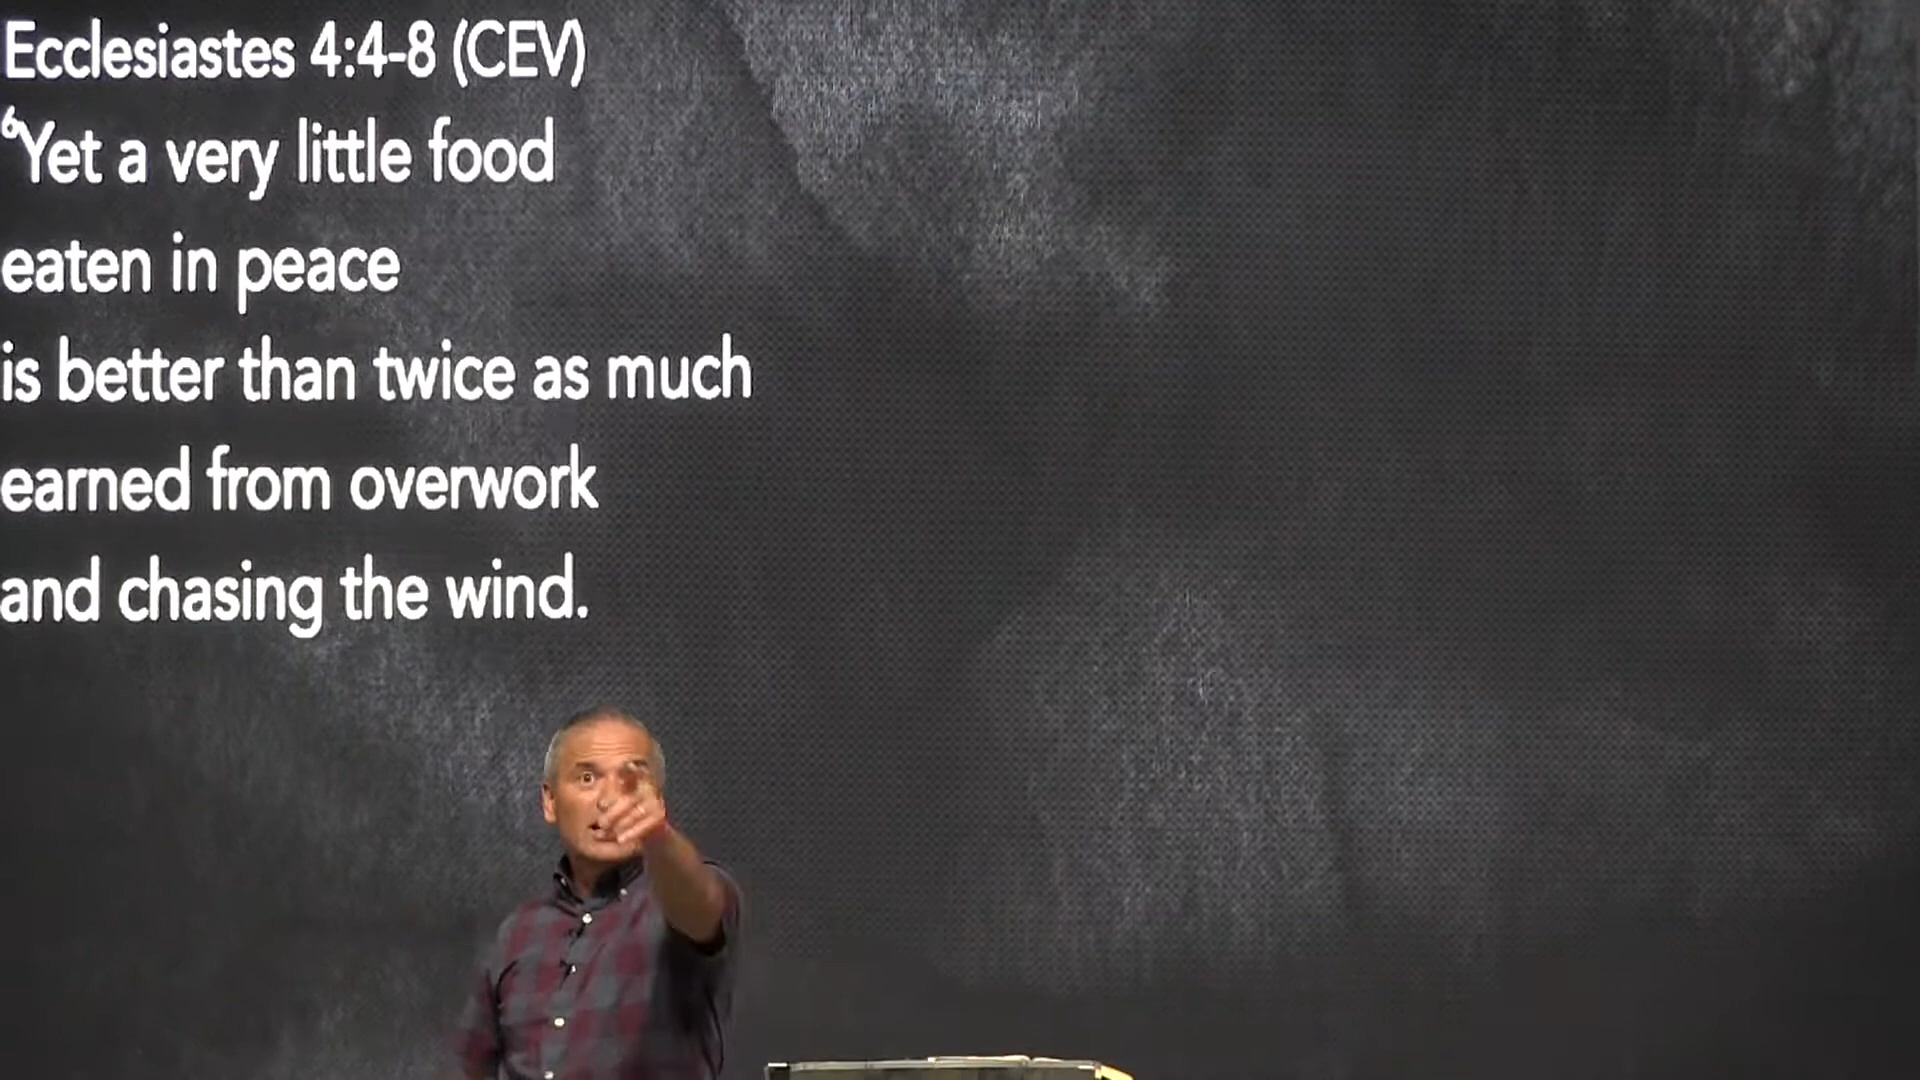 Ecclesiastes 4:4-8 (CEV)
⁶Yet a very little food
eaten in peace
is better than twice as much
earned from overwork
and chasing the wind.